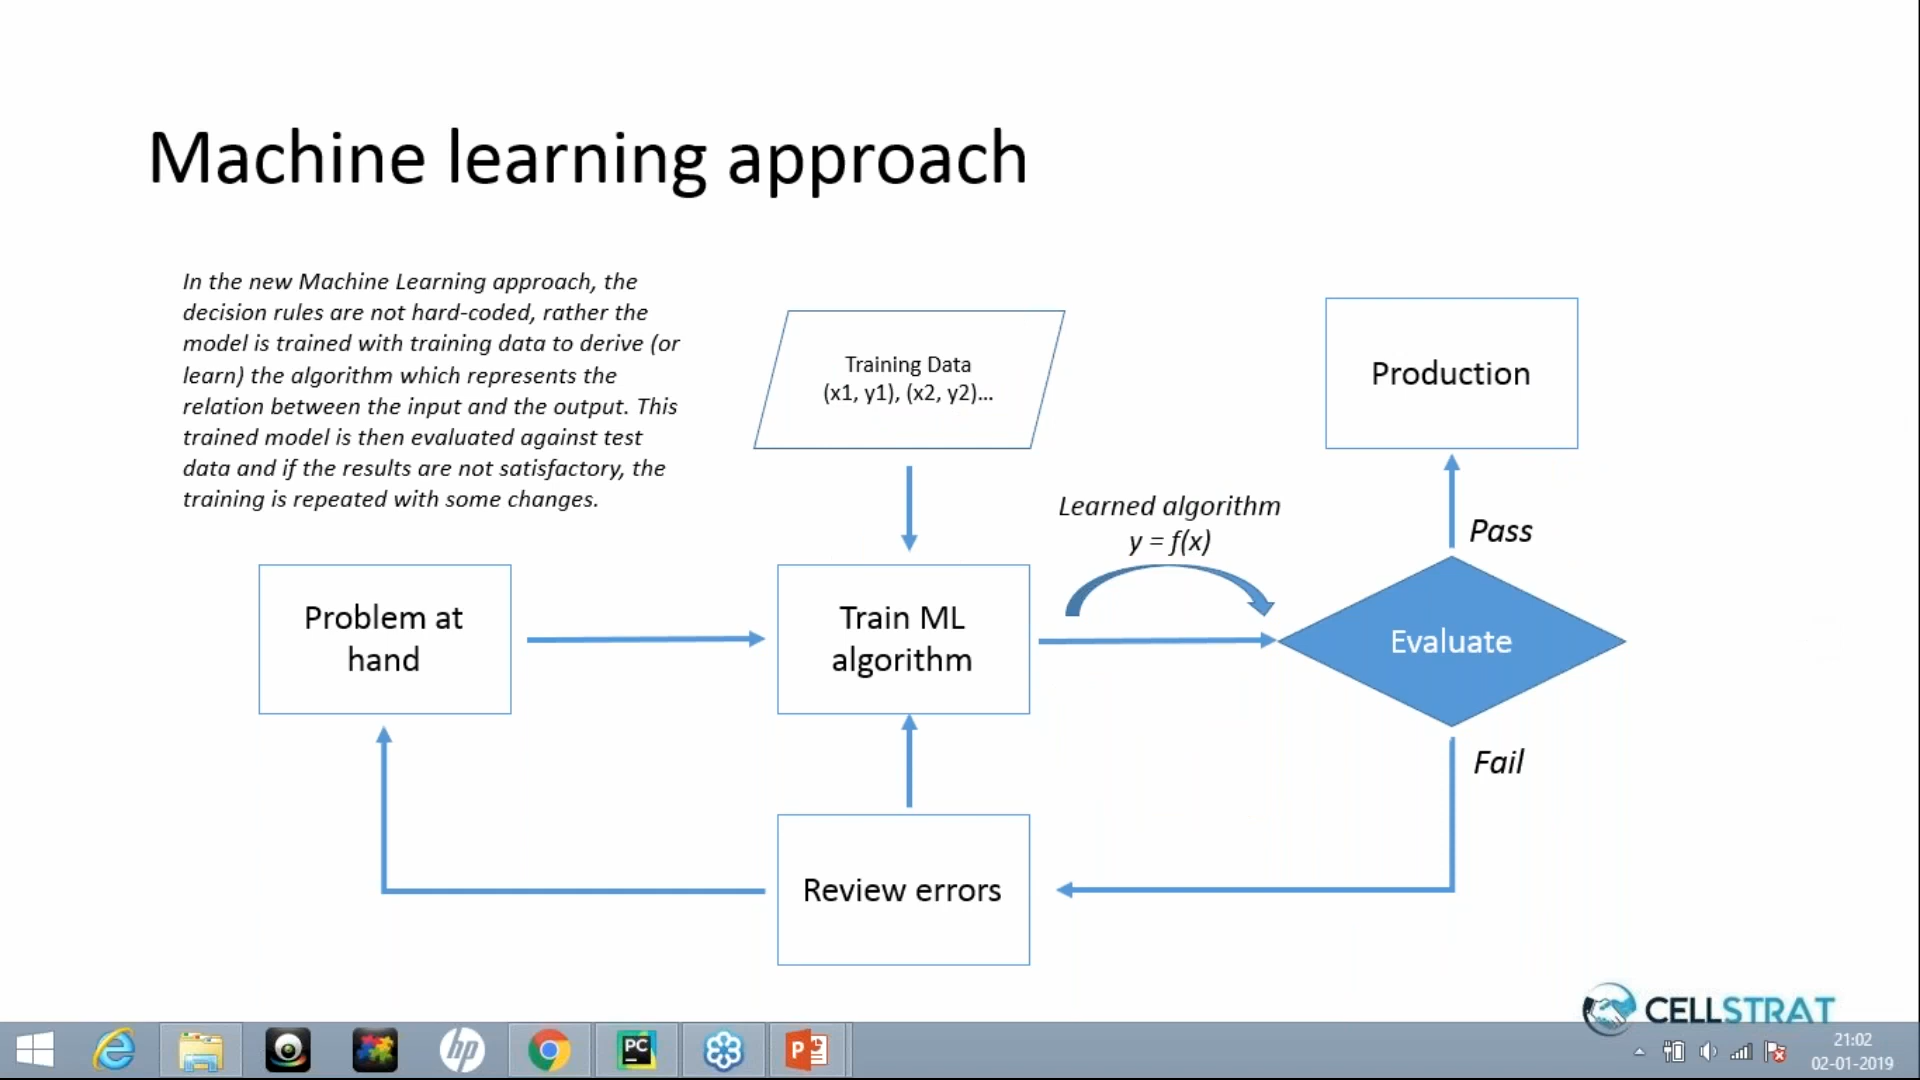 Machine learning approach
In the new Machine Learning approach, the
decision rules are not hard-coded, rather the
model is trained with training data to derive (or
learn) the algorithm which represents the
relation between the input and the output. This
trained model is then evaluated against test
data and if the results are not satisfactory, the
training is repeated with some changes.
Training Data
(x1, y1), (x2, y2)...
Production
Learned algorithm
y = f(x)
Pass
Problem at
hand
Train ML
algorithm
Evaluate
Fail
Review errors
CELLSTRAT
hp
PC
P
21:02
02-01-2019